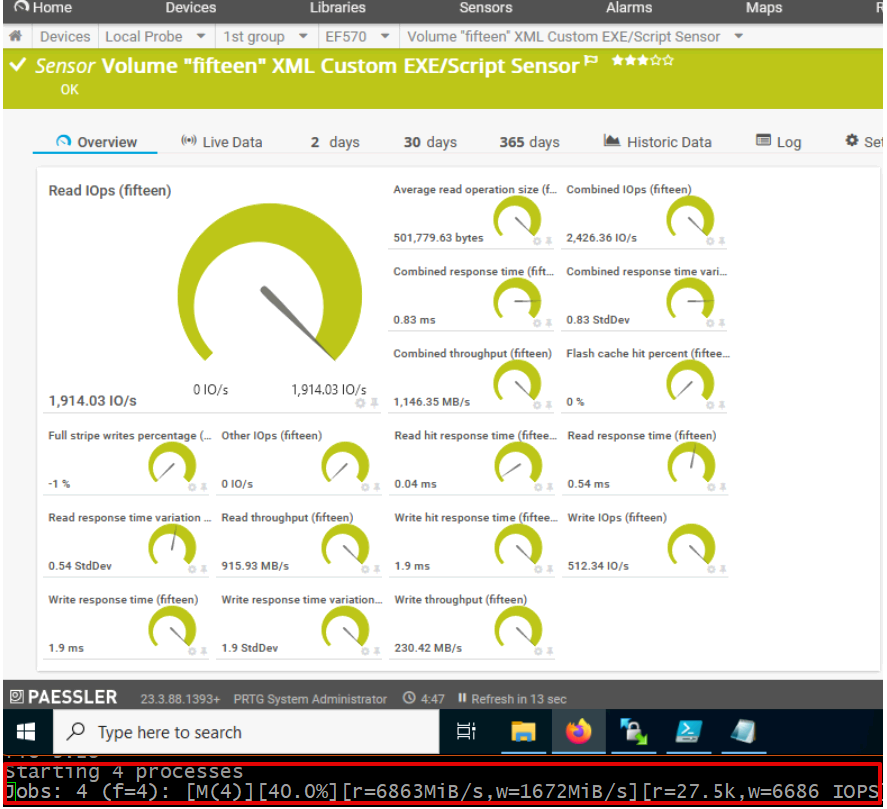 Home Devices Libraries Sensors Alarms Maps R
Devices Local Probe 1st group EF570 Volume "fifteen" XML Custom EXE/Script Sensor
Sensor Volume "fifteen" XML Custom EXE/Script Sensor
OK
Overview Live Data 2 days 30 days 365 days Historic Data Log Set
Read IOps (fifteen)
1,914.03 IO/s
0 IO/s
1,914.03 IO/s
Average read operation size (f...
501,779.63 bytes
Combined IOps (fifteen)
2,426.36 IO/s
Combined response time (fift...
0.83 ms
Combined response time vari...
0.83 StdDev
Combined throughput (fifteen)
1,146.35 MB/s
Flash cache hit percent (fiftee...
0 %
Full stripe writes percentage (...
-1 %
Other IOps (fifteen)
0 IO/s
Read hit response time (fiftee...
0.04 ms
Read response time (fifteen)
0.54 ms
Read response time variation ...
0.54 StdDev
Read throughput (fifteen)
915.93 MB/s
Write hit response time (fiftee...
1.9 ms
Write IOps (fifteen)
512.34 IO/s
Write response time (fifteen)
1.9 ms
Write response time variation...
1.9 StdDev
Write throughput (fifteen)
230.42 MB/s
PAESSLER 23.3.88.1393+ PRTG System Administrator 4:47 Refresh in 13 sec
Type here to search
Starting 4 processes
Jobs: 4 (f=4): [M(4)][40.0%][r=6863MiB/s,w=1672MiB/s][r=27.5k,w=6686 IOPS